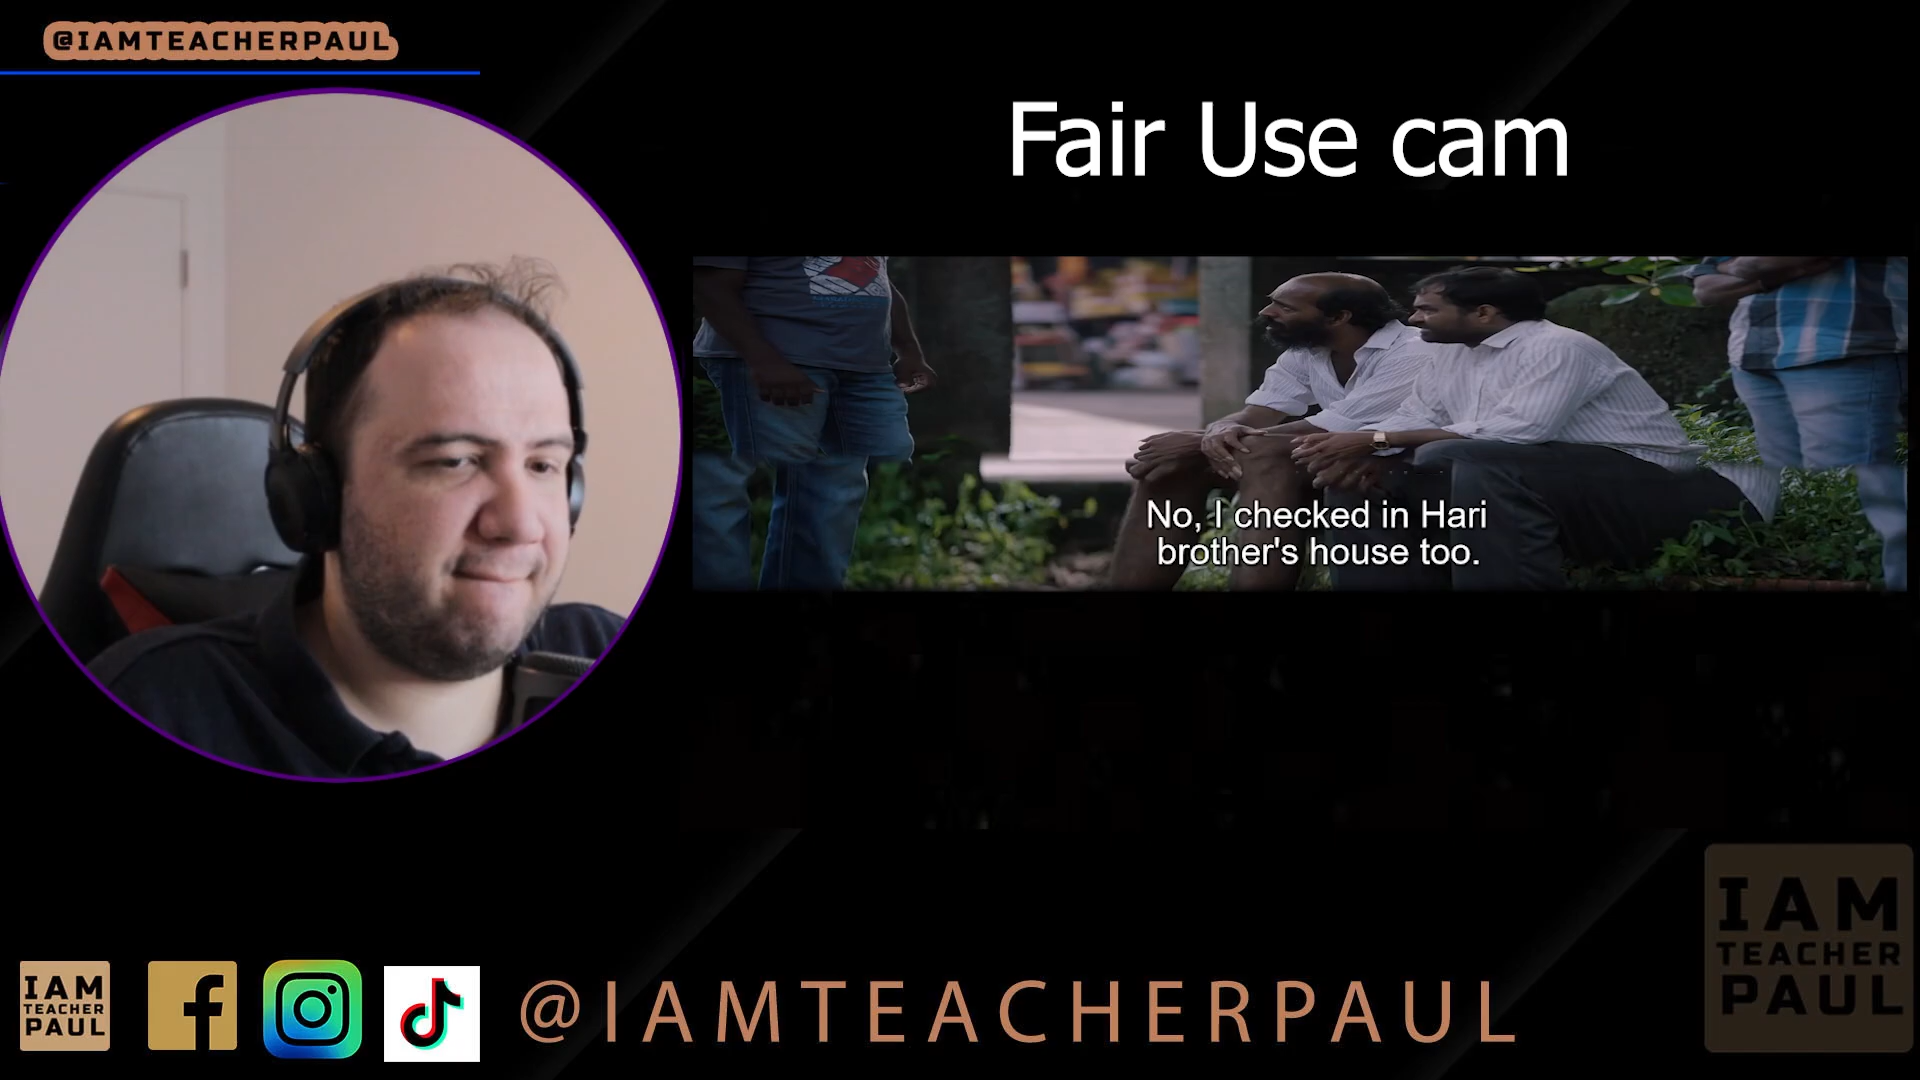 @IAMTEACHERPAUL
Fair Use cam
No, I checked in Hari
brother's house too.
IAM
TEACHER
PAUL
IAM
TEACHER
PAUL
@IAMTEACHERPAUL